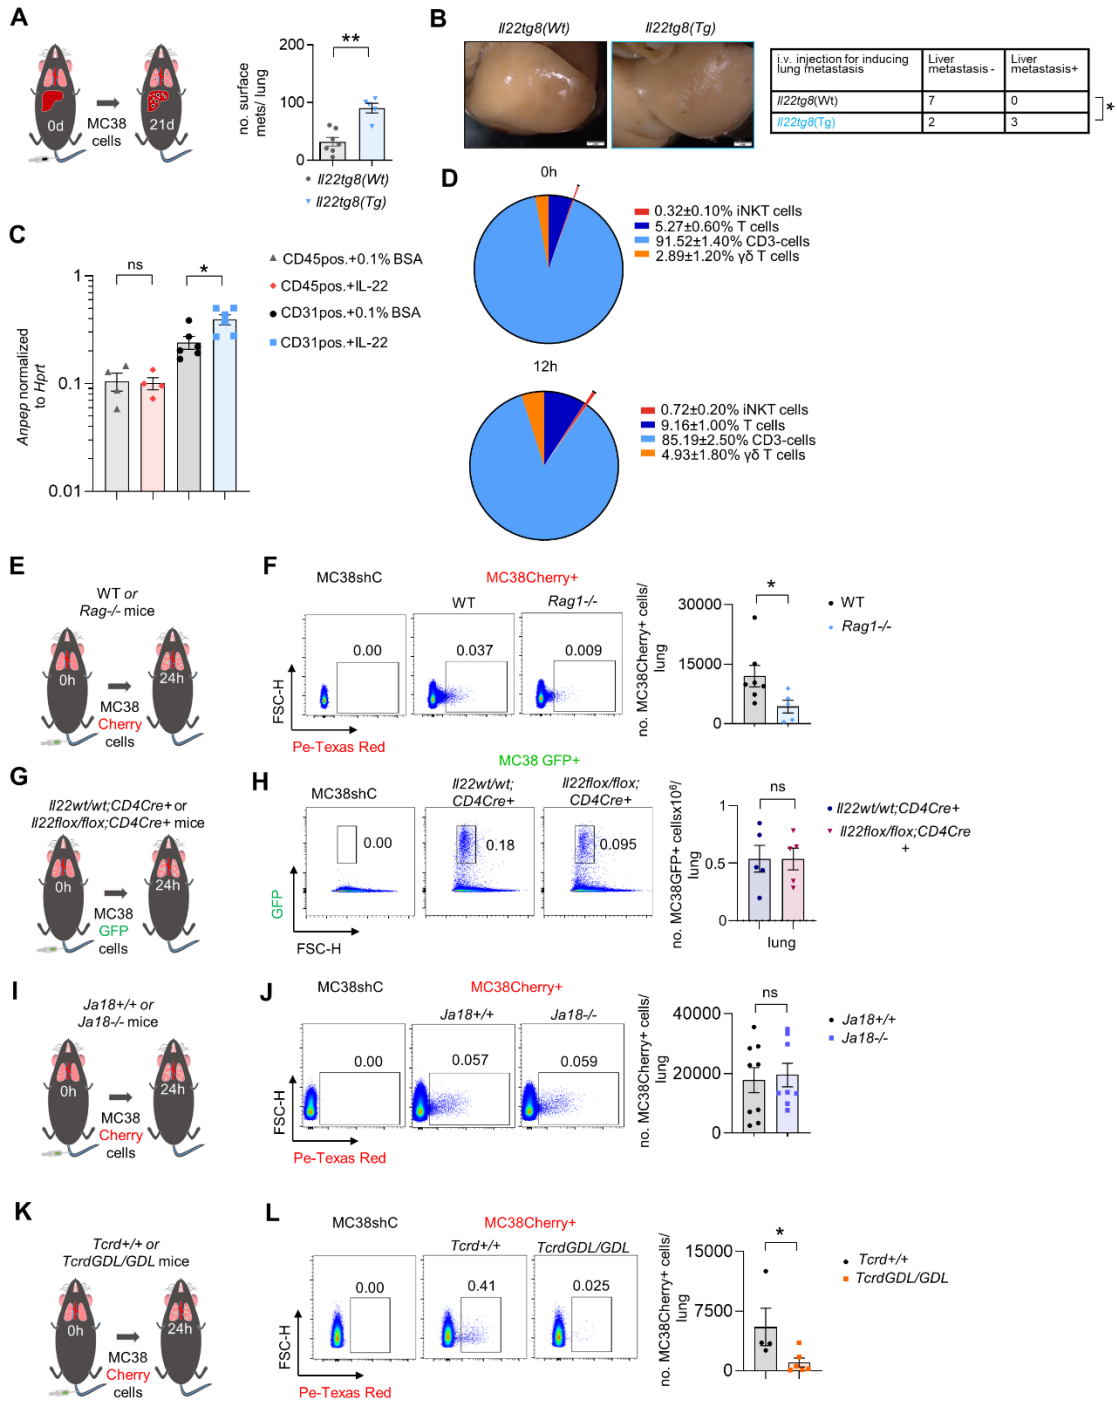 A
0d
MC38
cells
21d
no. surface
mets/ lung
200
100
0
**
Il22tg8(Wt)
Il22tg8(Tg)
B
Il22tg8(Wt)
Il22tg8(Tg)
i.v. injection for inducing
lung metastasis
Liver
metastasis -
Liver
metastasis+
Il22tg8(Wt)
7
0
Il22tg8(Tg)
2
3
*
C
Anpep normalized
to Hprt
1
0.1
0.01
ns
*
CD45pos.+0.1% BSA
CD45pos.+IL-22
CD31pos.+0.1% BSA
CD31pos.+IL-22
D
0h
0.32±0.10% iNKT cells
5.27±0.60% T cells
91.52±1.40% CD3-cells
2.89±1.20% γδ T cells
12h
0.72±0.20% iNKT cells
9.16±1.00% T cells
85.19±2.50% CD3-cells
4.93±1.80% γδ T cells
E
WT or
Rag-/- mice
0h
24h
MC38
Cherry
cells
F
MC38shC
MC38Cherry+
WT
Rag1-/-
0.00
0.037
0.009
FSC-H
Pe-Texas Red
no. MC38Cherry+ cells/
lung
30000
15000
0
*
WT
Rag1-/-
G
Il22wt/wt;CD4Cre+ or
Il22flox/flox;CD4Cre+ mice
0h
24h
MC38
GFP
cells
H
MC38 GFP+
MC38shC
Il22wt/wt;
CD4Cre+
Il22flox/flox;
CD4Cre+
0.00
0.18
0.095
GFP
FSC-H
no. MC38GFP+ cellsx10⁶/
lung
1
0.5
0
ns
lung
Il22wt/wt;CD4Cre+
Il22flox/flox;CD4Cre
+
I
Ja18+/+ or
Ja18-/- mice
0h
24h
MC38
Cherry
cells
J
MC38shC
MC38Cherry+
Ja18+/+
Ja18-/-
0.00
0.057
0.059
FSC-H
Pe-Texas Red
no. MC38Cherry+ cells/
lung
40000
20000
0
ns
Ja18+/+
Ja18-/-
K
Tcrd+/+ or
TcrdGDL/GDL mice
0h
24h
MC38
Cherry
cells
L
MC38shC
MC38Cherry+
Tcrd+/+
TcrdGDL/GDL
0.00
0.41
0.025
FSC-H
Pe-Texas Red
no. MC38Cherry+ cells/
lung
15000
7500
0
*
Tcrd+/+
TcrdGDL/GDL